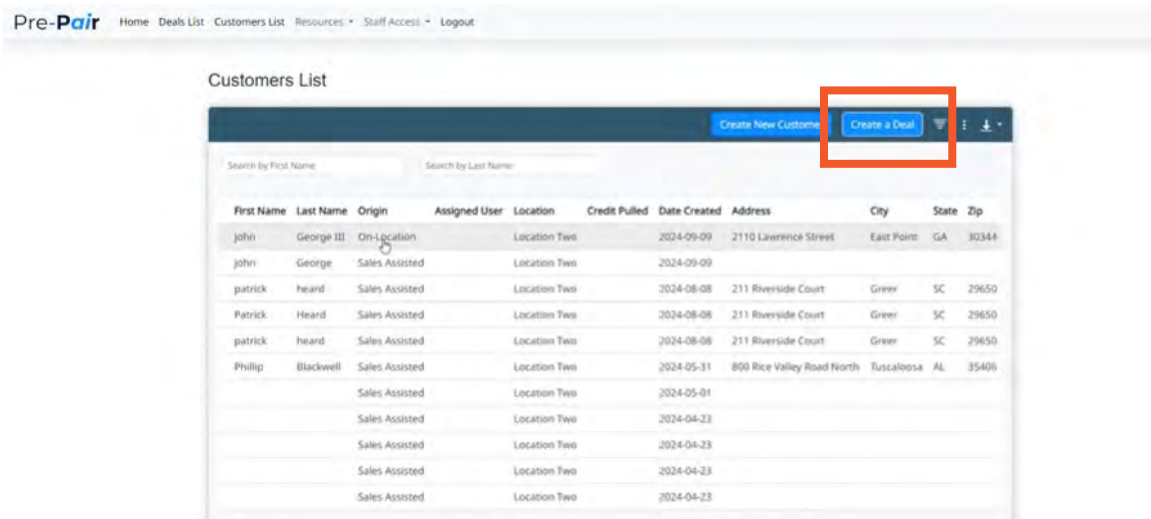 Pre-Pair Home Deals List Customers List Resources Staff Access Logout
Customers List
Create New Customer Create a Deal
Search by First Name Search by Last Name
First Name Last Name Origin Assigned User Location Credit Pulled Date Created Address City State Zip
John George III On-Location Location Two 2024-09-09 2110 Lawrence Street East Point GA 30344
John George Sales Assisted Location Two 2024-09-09
patrick heard Sales Assisted Location Two 2024-08-08 211 Riverside Court Greer SC 29650
Patrick Heard Sales Assisted Location Two 2024-08-08 211 Riverside Court Greer SC 29650
patrick heard Sales Assisted Location Two 2024-08-08 211 Riverside Court Greer SC 29650
Phillip Blackwell Sales Assisted Location Two 2024-05-31 800 Rice Valley Road North Tuscaloosa AL 35406
Sales Assisted Location Two 2024-05-01
Sales Assisted Location Two 2024-04-23
Sales Assisted Location Two 2024-04-23
Sales Assisted Location Two 2024-04-23
Sales Assisted Location Two 2024-04-23